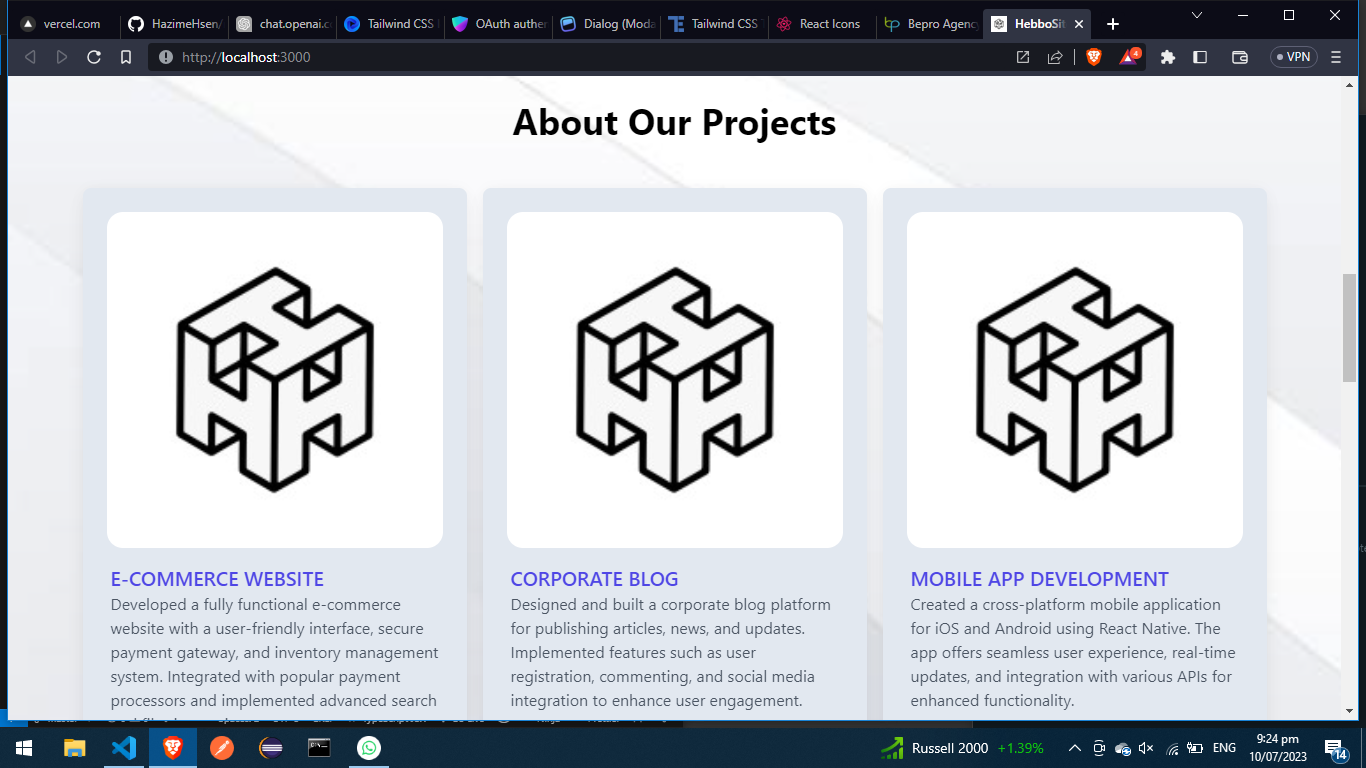 vercel.com
HazimeHsen/
chat.openai.c
Tailwind CSS
OAuth auther
Dialog (Moda
Tailwind CSS T
React Icons
Bepro Agency
HebboSit
http://localhost:3000
4
VPN
About Our Projects
E-COMMERCE WEBSITE
Developed a fully functional e-commerce
website with a user-friendly interface, secure
payment gateway, and inventory management
system. Integrated with popular payment
processors and implemented advanced search
CORPORATE BLOG
Designed and built a corporate blog platform
for publishing articles, news, and updates.
Implemented features such as user
registration, commenting, and social media
integration to enhance user engagement.
MOBILE APP DEVELOPMENT
Created a cross-platform mobile application
for iOS and Android using React Native. The
app offers seamless user experience, real-time
updates, and integration with various APIs for
enhanced functionality.
Russell 2000 +1.39%
ENG
9:24 pm
10/07/2023
14